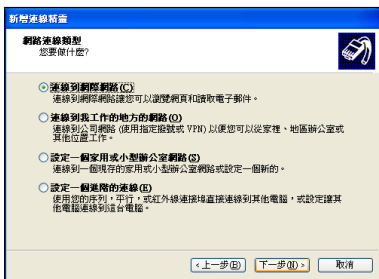 新增連線精靈
網路連線類型
您要做什麼?
連線到網際網路(C)
連線到網際網路讓您可以瀏覽網頁和讀取電子郵件。
連線到我工作的地方的網路(O)
連線到公司網路 (使用指定撥號或 VPN) 以便您可以從家裡、地區辦公室或
其他位置工作。
設定一個家用或小型辦公室網路(S)
連線到一個現存的家用或小型辦公室網路或設定一個新的。
設定一個進階的連線(E)
使用您的序列，平行，或紅外線連接埠直接連線到其他電腦，或設定讓其
他電腦連線到這台電腦。
<上一步(B) 下一步(N)> 取消